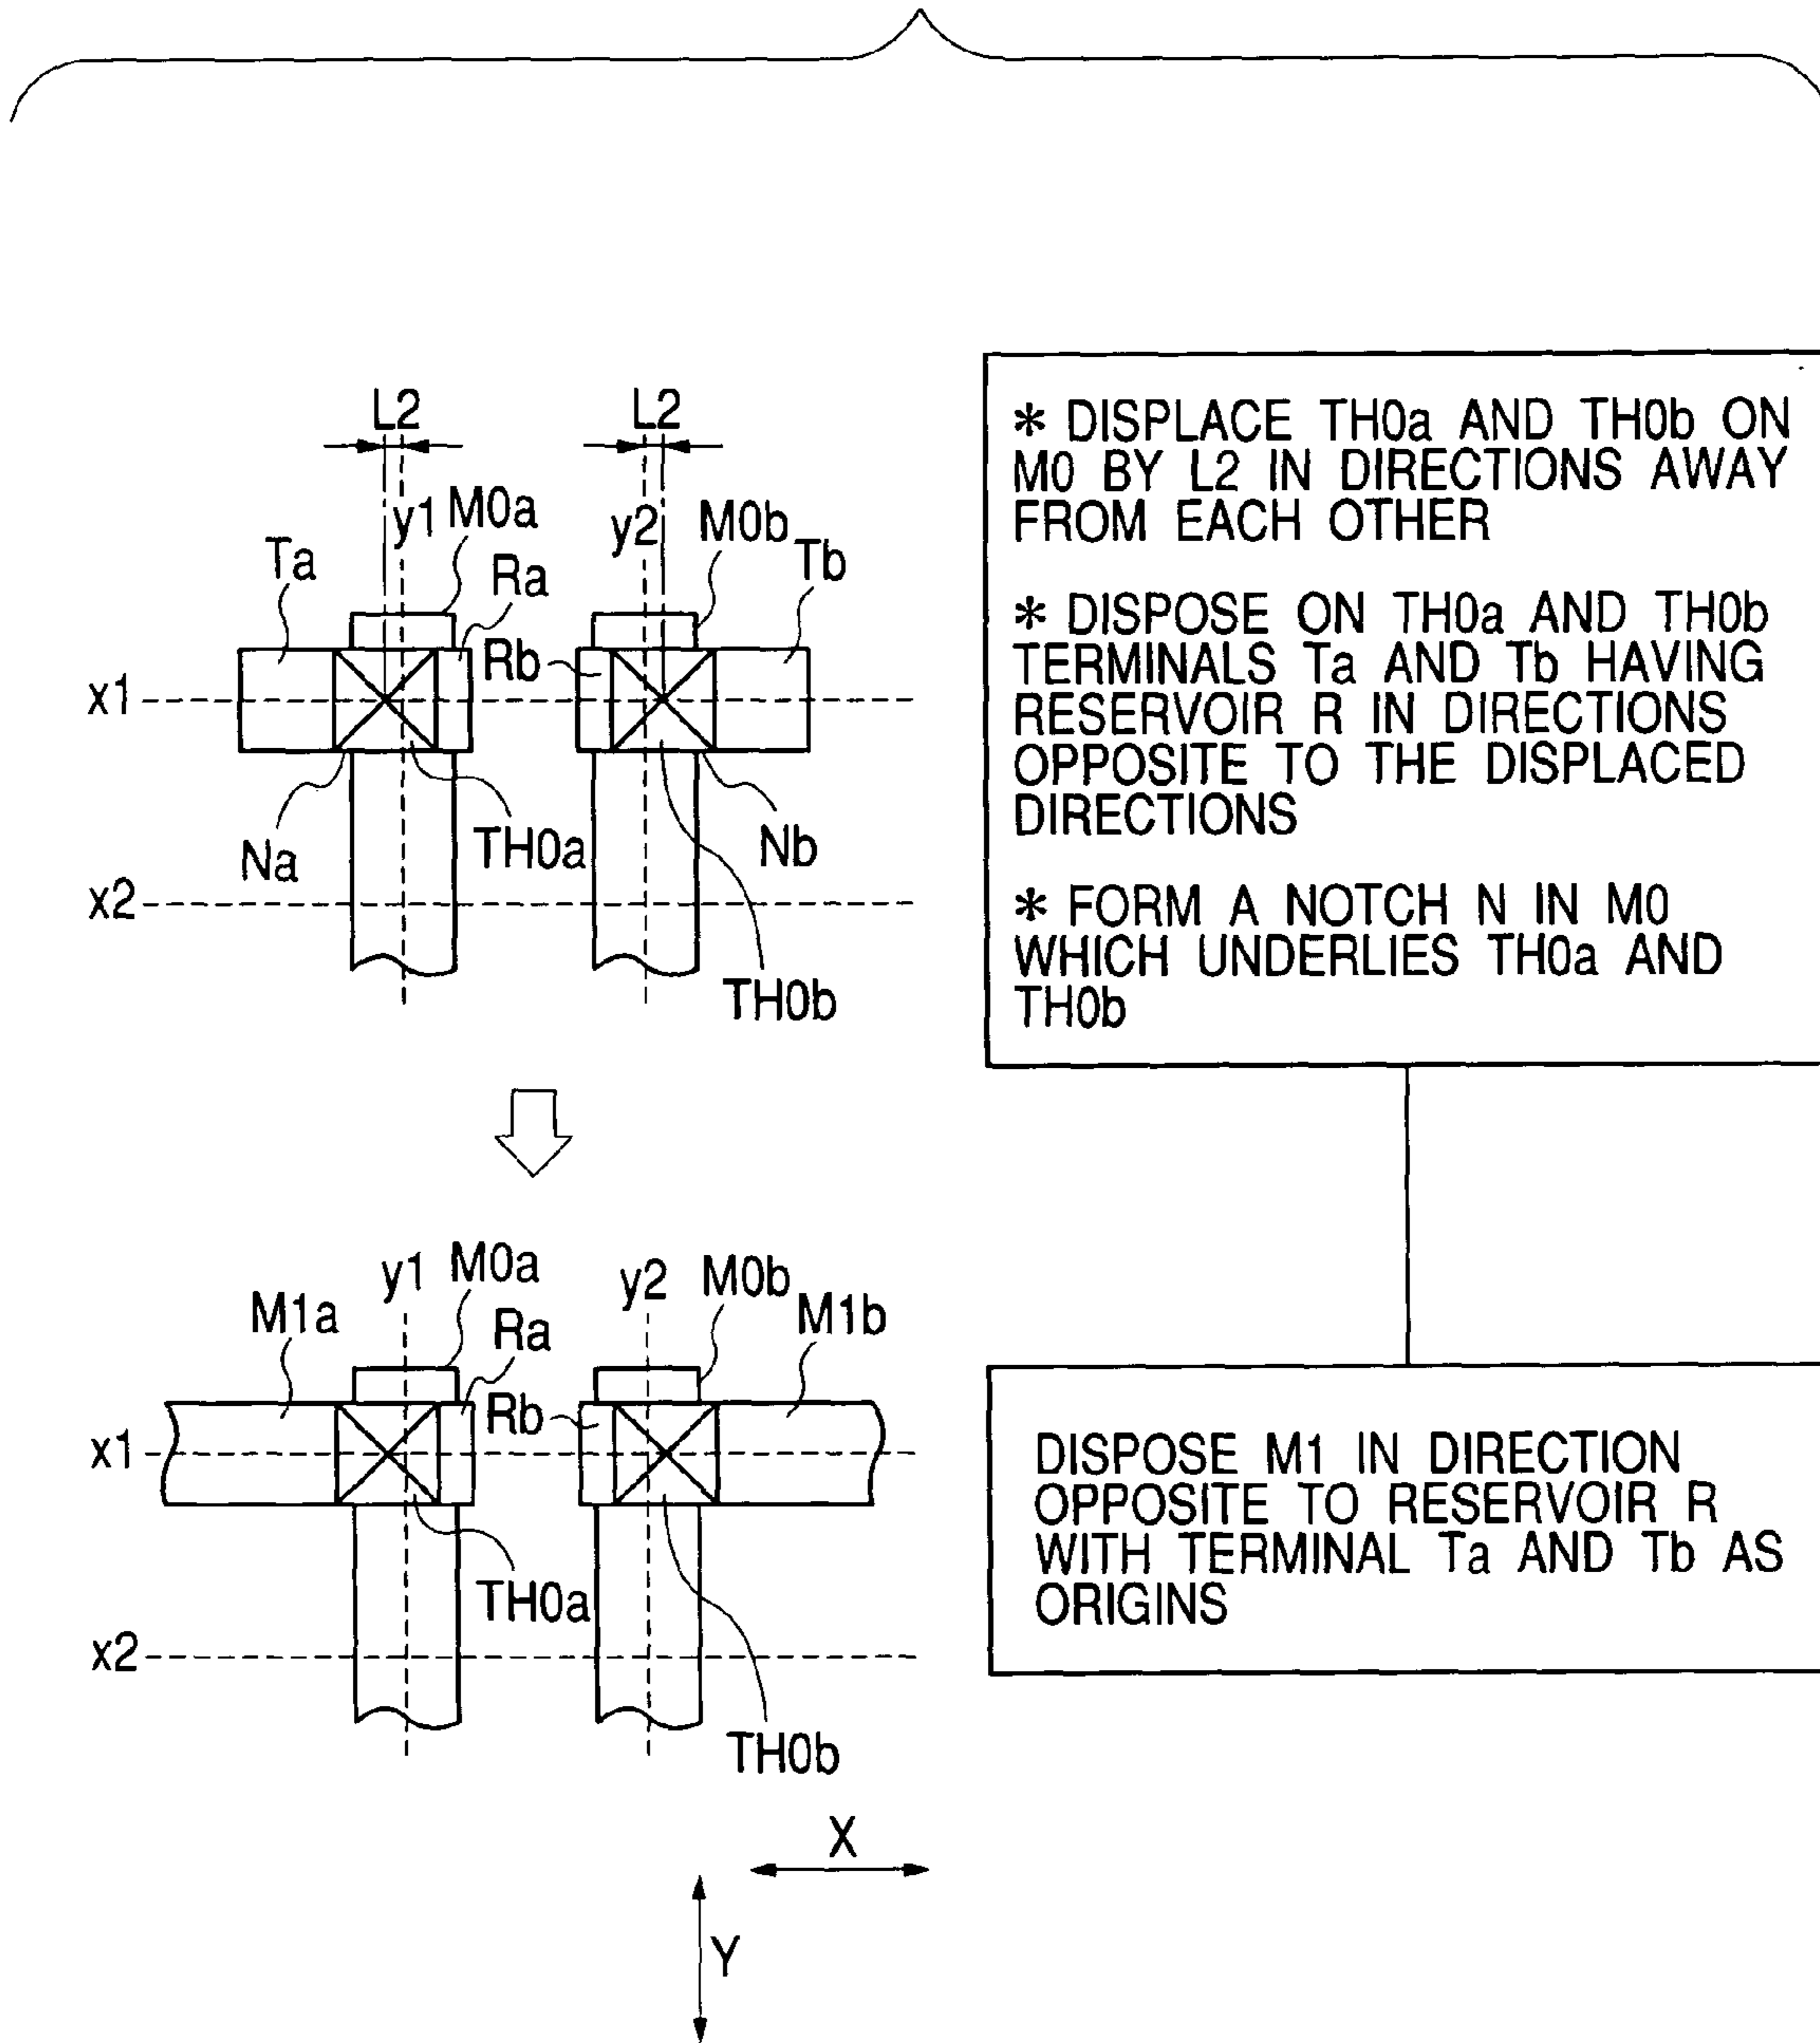 L2 L2
y1 M0a y2 M0b
Ta Ra Rb Tb
x1
Na TH0a Nb
x2
TH0b
* DISPLACE TH0a AND TH0b ON
M0 BY L2 IN DIRECTIONS AWAY
FROM EACH OTHER
* DISPOSE ON TH0a AND TH0b
TERMINALS Ta AND Tb HAVING
RESERVOIR R IN DIRECTIONS
OPPOSITE TO THE DISPLACED
DIRECTIONS
* FORM A NOTCH N IN M0
WHICH UNDERLIES TH0a AND
TH0b
y1 M0a y2 M0b
M1a Ra Rb M1b
x1
TH0a
x2
TH0b
DISPOSE M1 IN DIRECTION
OPPOSITE TO RESERVOIR R
WITH TERMINAL Ta AND Tb AS
ORIGINS
X
Y